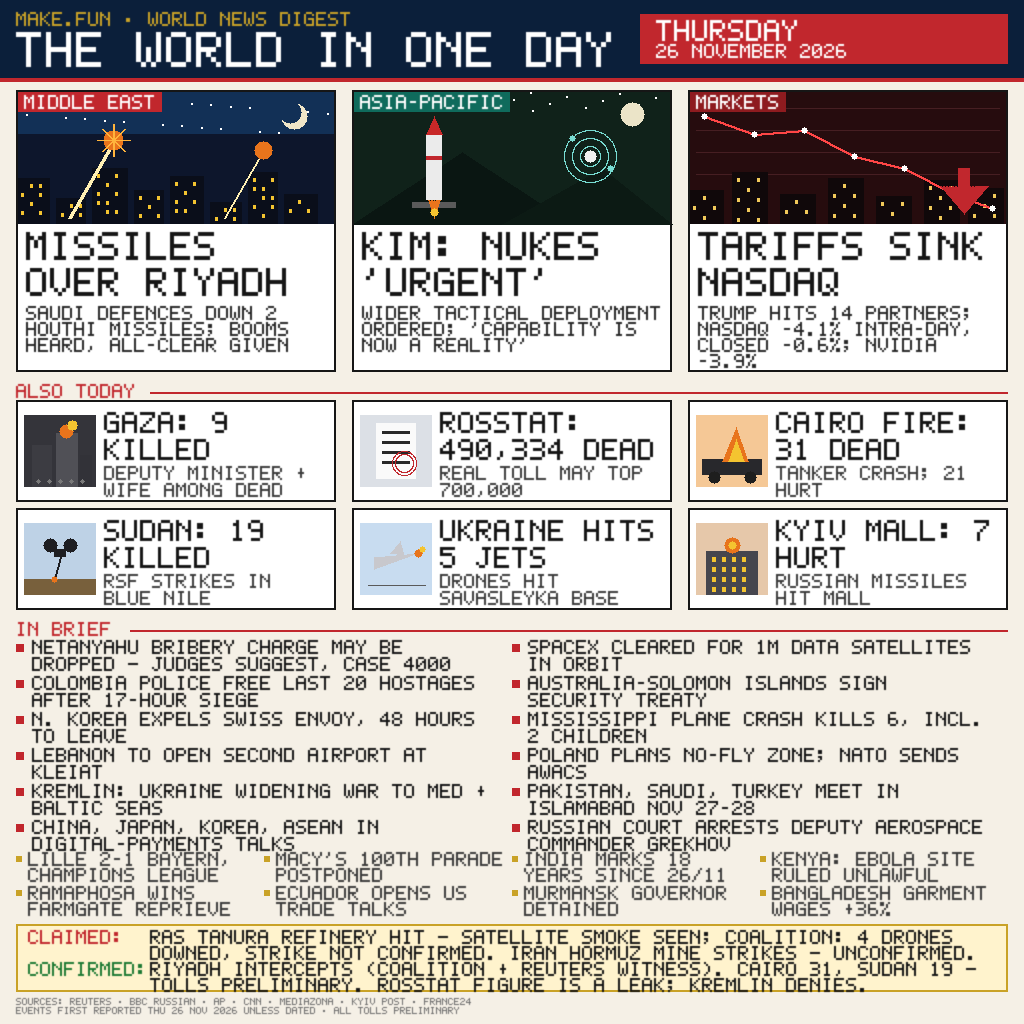 MAKE.FUN · WORLD NEWS DIGEST
THE WORLD IN ONE DAY
THURSDAY
26 NOVEMBER 2026
MIDDLE EAST
MISSILES
OVER RIYADH
SAUDI DEFENCES DOWN 2
HOUTHI MISSILES; BOOMS
HEARD, ALL-CLEAR GIVEN
ASIA-PACIFIC
KIM: NUKES
'URGENT'
WIDER TACTICAL DEPLOYMENT
ORDERED; 'CAPABILITY IS
NOW A REALITY'
MARKETS
TARIFFS SINK
NASDAQ
TRUMP HITS 14 PARTNERS;
NASDAQ -4.1% INTRA-DAY,
CLOSED -0.6%; NVIDIA
-3.9%
ALSO TODAY
GAZA: 9
KILLED
DEPUTY MINISTER +
WIFE AMONG DEAD
ROSSTAT:
490,334 DEAD
REAL TOLL MAY TOP
700,000
CAIRO FIRE:
31 DEAD
TANKER CRASH; 21
HURT
SUDAN: 19
KILLED
RSF STRIKES IN
BLUE NILE
UKRAINE HITS
5 JETS
DRONES HIT
SAVASLEYKA BASE
KYIV MALL: 7
HURT
RUSSIAN MISSILES
HIT MALL
IN BRIEF
NETANYAHU BRIBERY CHARGE MAY BE
DROPPED - JUDGES SUGGEST, CASE 4000
COLOMBIA POLICE FREE LAST 20 HOSTAGES
AFTER 17-HOUR SIEGE
N. KOREA EXPELS SWISS ENVOY, 48 HOURS
TO LEAVE
LEBANON TO OPEN SECOND AIRPORT AT
KLEIAT
KREMLIN: UKRAINE WIDENING WAR TO MED +
BALTIC SEAS
CHINA, JAPAN, KOREA, ASEAN IN
DIGITAL-PAYMENTS TALKS
SPACEX CLEARED FOR 1M DATA SATELLITES
IN ORBIT
AUSTRALIA-SOLOMON ISLANDS SIGN
SECURITY TREATY
MISSISSIPPI PLANE CRASH KILLS 6, INCL.
2 CHILDREN
POLAND PLANS NO-FLY ZONE; NATO SENDS
AWACS
PAKISTAN, SAUDI, TURKEY MEET IN
ISLAMABAD NOV 27-28
RUSSIAN COURT ARRESTS DEPUTY AEROSPACE
COMMANDER GREKHOV
LILLE 2-1 BAYERN,
CHAMPIONS LEAGUE
RAMAPHOSA WINS
FARMGATE REPRIEVE
MACY'S 100TH PARADE
POSTPONED
ECUADOR OPENS US
TRADE TALKS
INDIA MARKS 18
YEARS SINCE 26/11
MURMANSK GOVERNOR
DETAINED
KENYA: EBOLA SITE
RULED UNLAWFUL
BANGLADESH GARMENT
WAGES +36%
CLAIMED: RAS TANURA REFINERY HIT - SATELLITE SMOKE SEEN; COALITION: 4 DRONES
DOWNED, STRIKE NOT CONFIRMED. IRAN HORMUZ MINE STRIKES - UNCONFIRMED.
CONFIRMED: RIYADH INTERCEPTS (COALITION + REUTERS WITNESS). CAIRO 31, SUDAN 19 -
TOLLS PRELIMINARY. ROSSTAT FIGURE IS A LEAK; KREMLIN DENIES.
SOURCES: REUTERS · BBC RUSSIAN · AP · CNN · MEDIAZONA · KYIV POST · FRANCE24
EVENTS FIRST REPORTED THU 26 NOV 2026 UNLESS DATED · ALL TOLLS PRELIMINARY